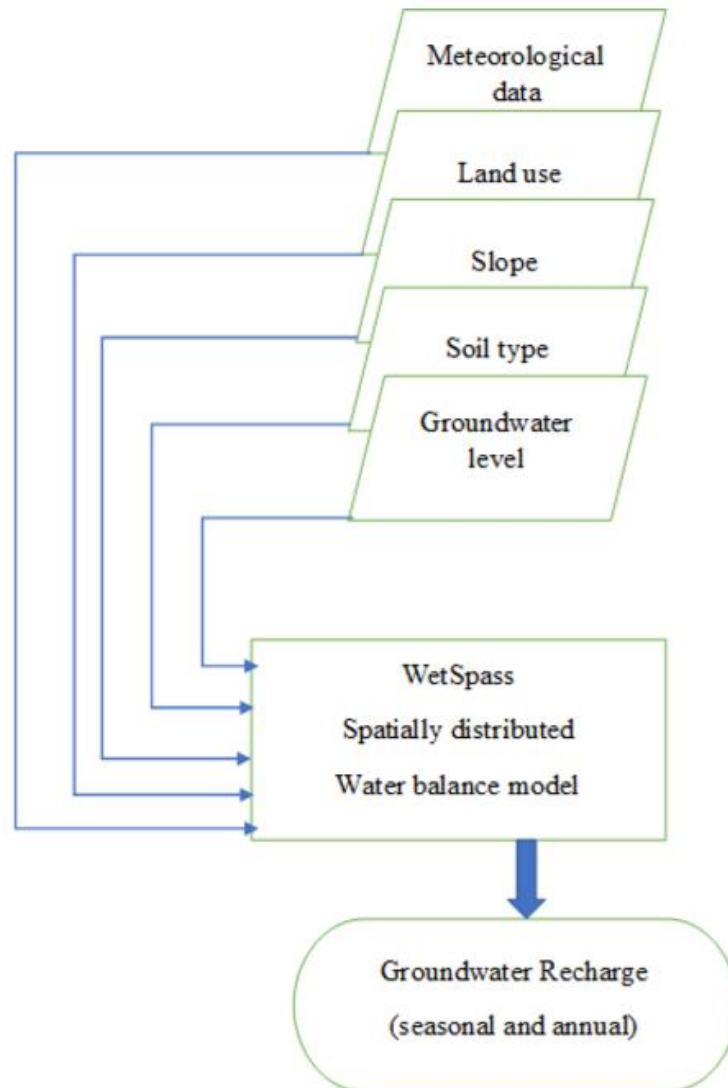 Meteorological
data
Land use
Slope
Soil type
Groundwater
level
WetSpass
Spatially distributed
Water balance model
Groundwater Recharge
(seasonal and annual)